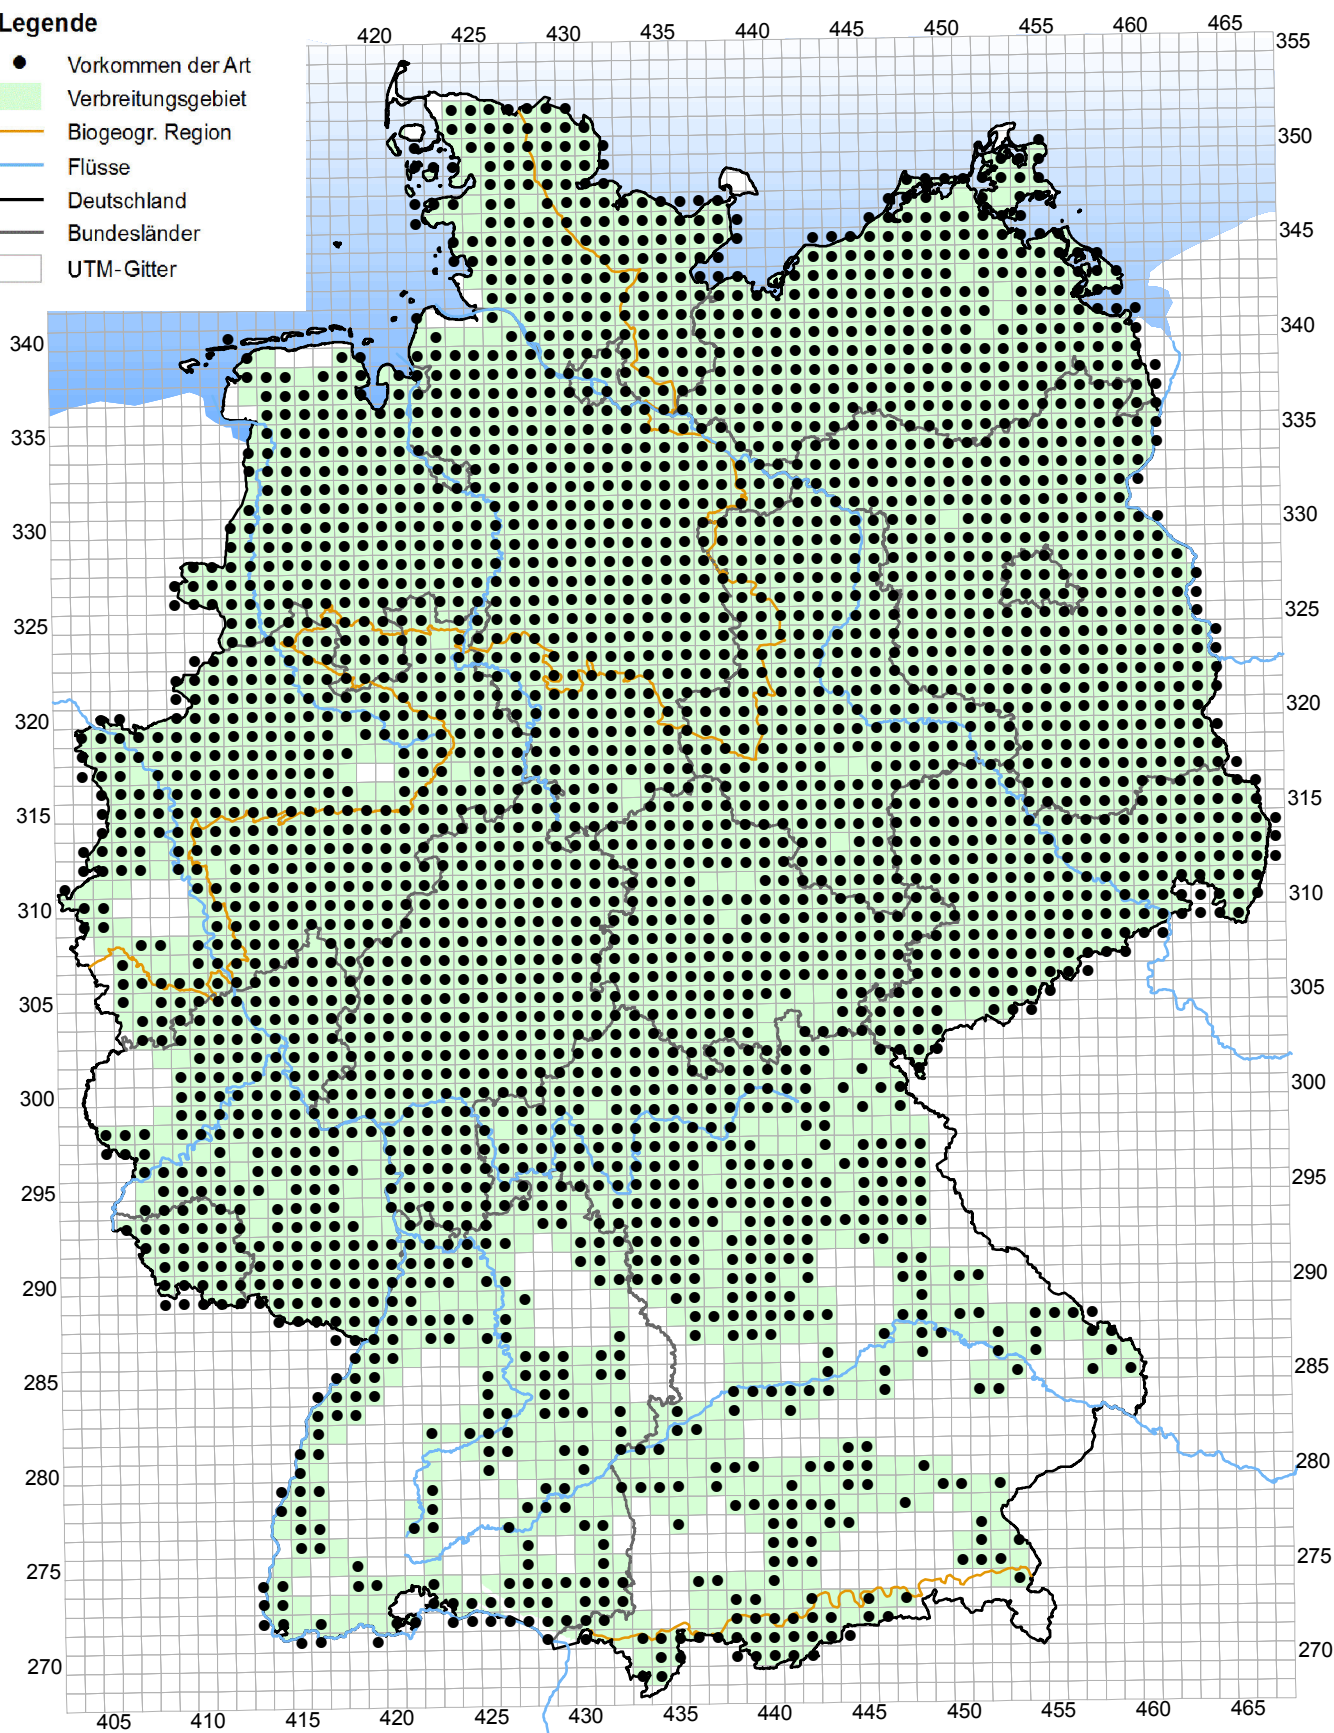 Legende
Vorkommen der Art
Verbreitungsgebiet
Biogeogr. Region
Flüsse
Deutschland
Bundesländer
UTM-Gitter
420 425 430 435 440 445 450 455 460 465
355
350
345
340 340
335 335
330 330
325 325
320 320
315 315
310 310
305 305
300 300
295 295
290 290
285 285
280 280
275 275
270 270
405 410 415 420 425 430 435 440 445 450 455 460 465